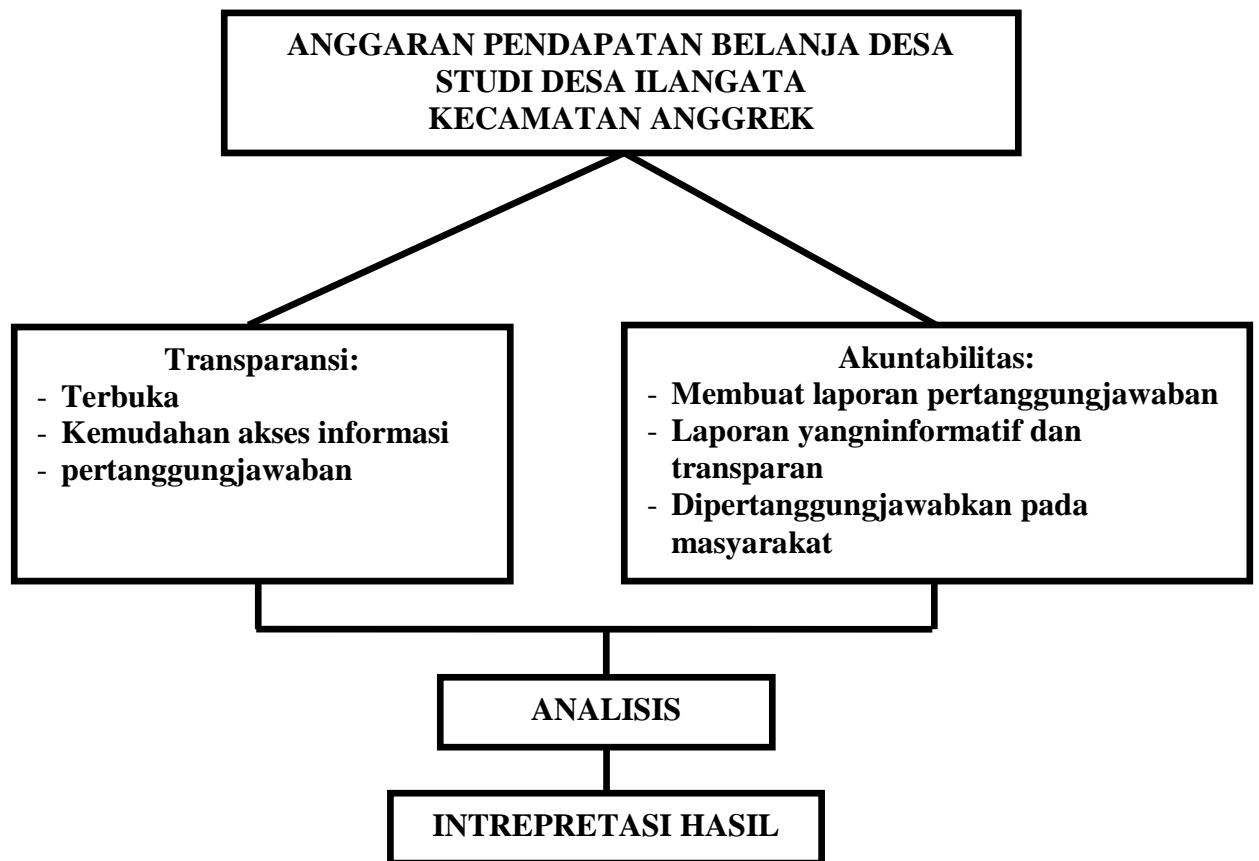 ANGGARAN PENDAPATAN BELANJA DESA
STUDI DESA ILANGATA
KECAMATAN ANGGREK
Transparansi:
- Terbuka
- Kemudahan akses informasi
- pertanggungjawaban
Akuntabilitas:
- Membuat laporan pertanggungjawaban
- Laporan yangninformatif dan
transparan
- Dipertanggungjawabkan pada
masyarakat
ANALISIS
INTREPRETASI HASIL